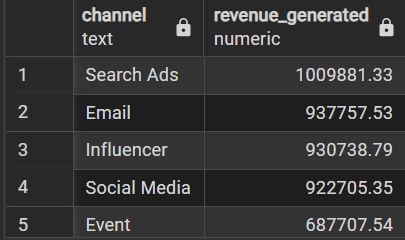 channel revenue_generated
text numeric
1 Search Ads 1009881.33
2 Email 937757.53
3 Influencer 930738.79
4 Social Media 922705.35
5 Event 687707.54